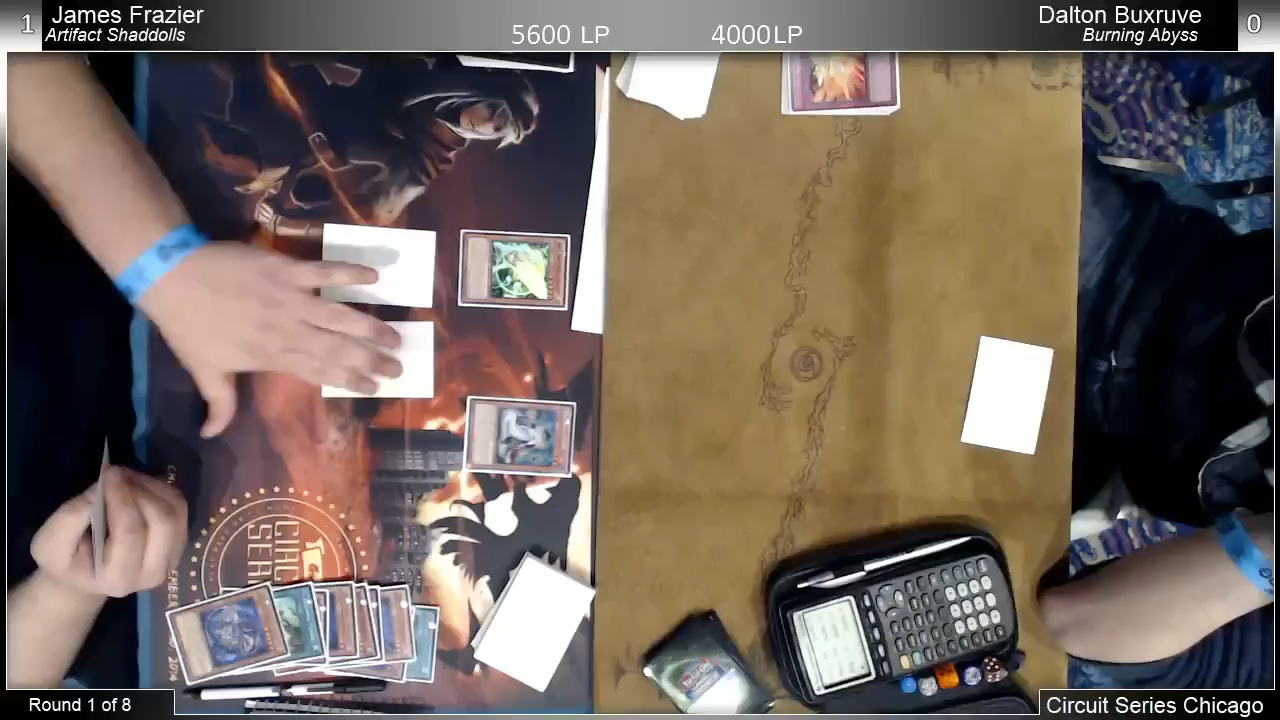 1
James Frazier
Artifact Shaddolls
5600 LP
4000LP
Dalton Buxruve
Burning Abyss
0
Round 1 of 8
Circuit Series Chicago